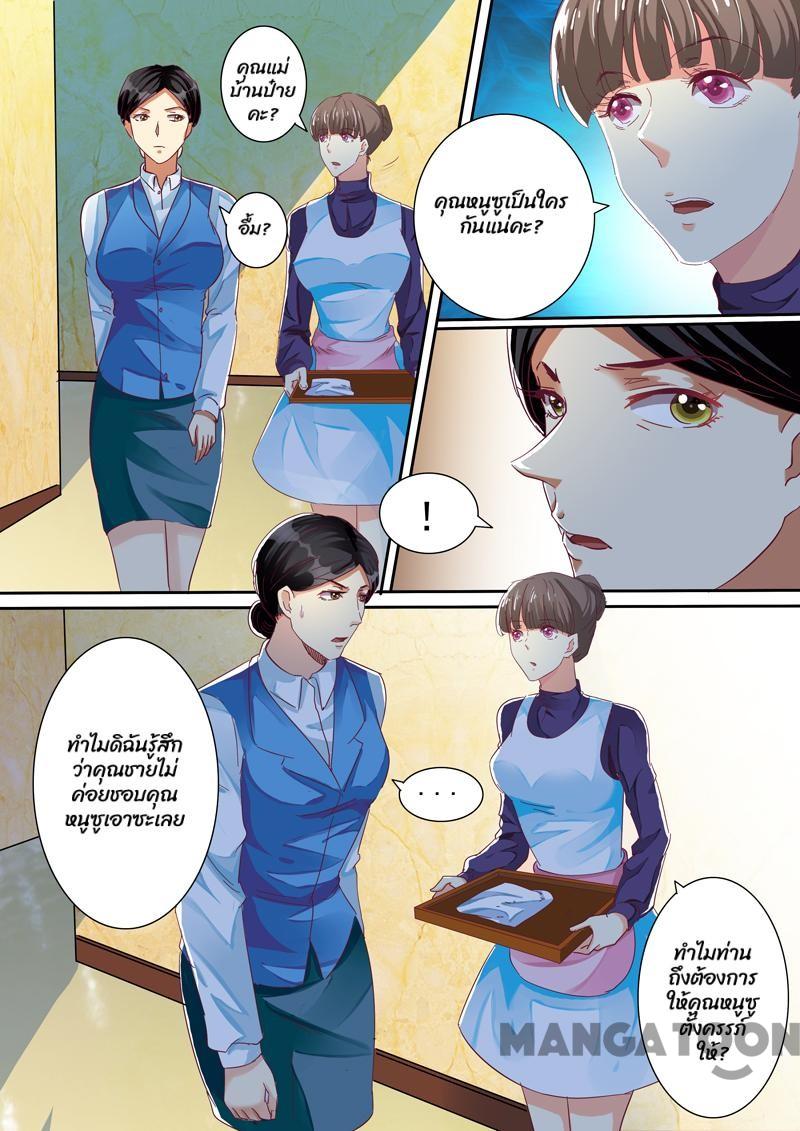 คุณแม่
บ้านป๋าย
คะ?
อื้ม?
คุณหนูซูเป็นใคร
กันแน่คะ?
!
ทำไมดิฉันรู้สึก
ว่าคุณชายไม่
ค่อยชอบคุณ
หนูซูเอาซะเลย
...
ทำไมท่าน
ถึงต้องการ
ให้คุณหนูซู
ตั้งครรภ์
ให้?
MANGATOON